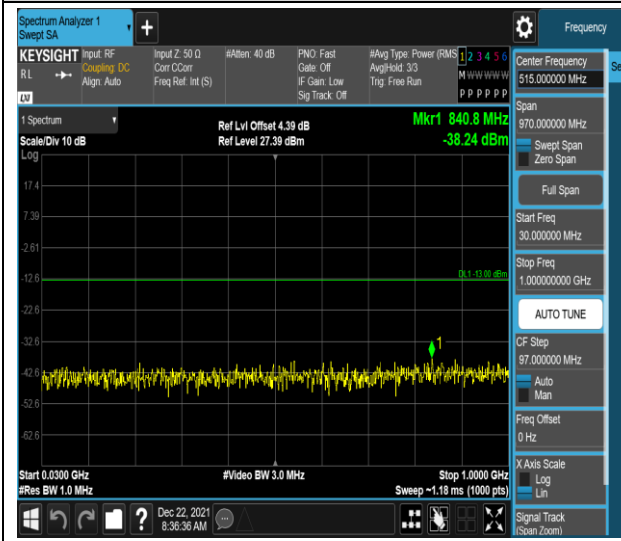 Spectrum Analyzer 1
Swept SA
+
Frequency
KEYSIGHT
RL
LXI
Input: RF
Coupling: DC
Align: Auto
Input Z: 50 Ω
Corr CCorr
Freq Ref: Int (S)
#Atten: 40 dB
PNO: Fast
Gate: Off
IF Gain: Low
Sig Track: Off
#Avg Type: Power (RMS
Avg|Hold: 3/3
Trig: Free Run
1 2 3 4 5 6
M W W W W W
P P P P P P
1 Spectrum
Scale/Div 10 dB
Log
Ref Lvl Offset 4.39 dB
Ref Level 27.39 dBm
Mkr1 840.8 MHz
-38.24 dBm
17.4
7.39
-2.61
-12.6
-22.6
-32.6
-42.6
-52.6
-62.6
DL1 -13.00 dBm
1
Start 0.0300 GHz
#Res BW 1.0 MHz
#Video BW 3.0 MHz
Stop 1.0000 GHz
Sweep ~1.18 ms (1000 pts)
?
Dec 22, 2021
8:36:36 AM
Center Frequency
515.000000 MHz
Se
Span
970.000000 MHz
Swept Span
Zero Span
Full Span
Start Freq
30.000000 MHz
Stop Freq
1.000000000 GHz
AUTO TUNE
CF Step
97.000000 MHz
Auto
Man
Freq Offset
0 Hz
X Axis Scale
Log
Lin
Signal Track
(Span Zoom)